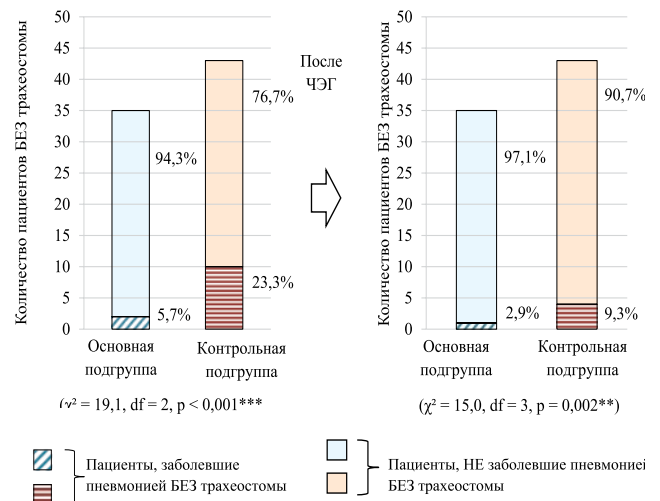 Количество пациентов БЕЗ трахеостомы
50
45
40
35
30
25
20
15
10
5
0
94,3%
5,7%
76,7%
23,3%
Основная
подгруппа
Контрольная
подгруппа
(χ² = 19,1, df = 2, p < 0,001***
После
ЧЭГ
Количество пациентов БЕЗ трахеостомы
50
45
40
35
30
25
20
15
10
5
0
97,1%
2,9%
90,7%
9,3%
Основная
подгруппа
Контрольная
подгруппа
(χ² = 15,0, df = 3, p = 0,002**)
Пациенты, заболевшие
пневмонией БЕЗ трахеостомы
Пациенты, НЕ заболевшие пневмонией
БЕЗ трахеостомы